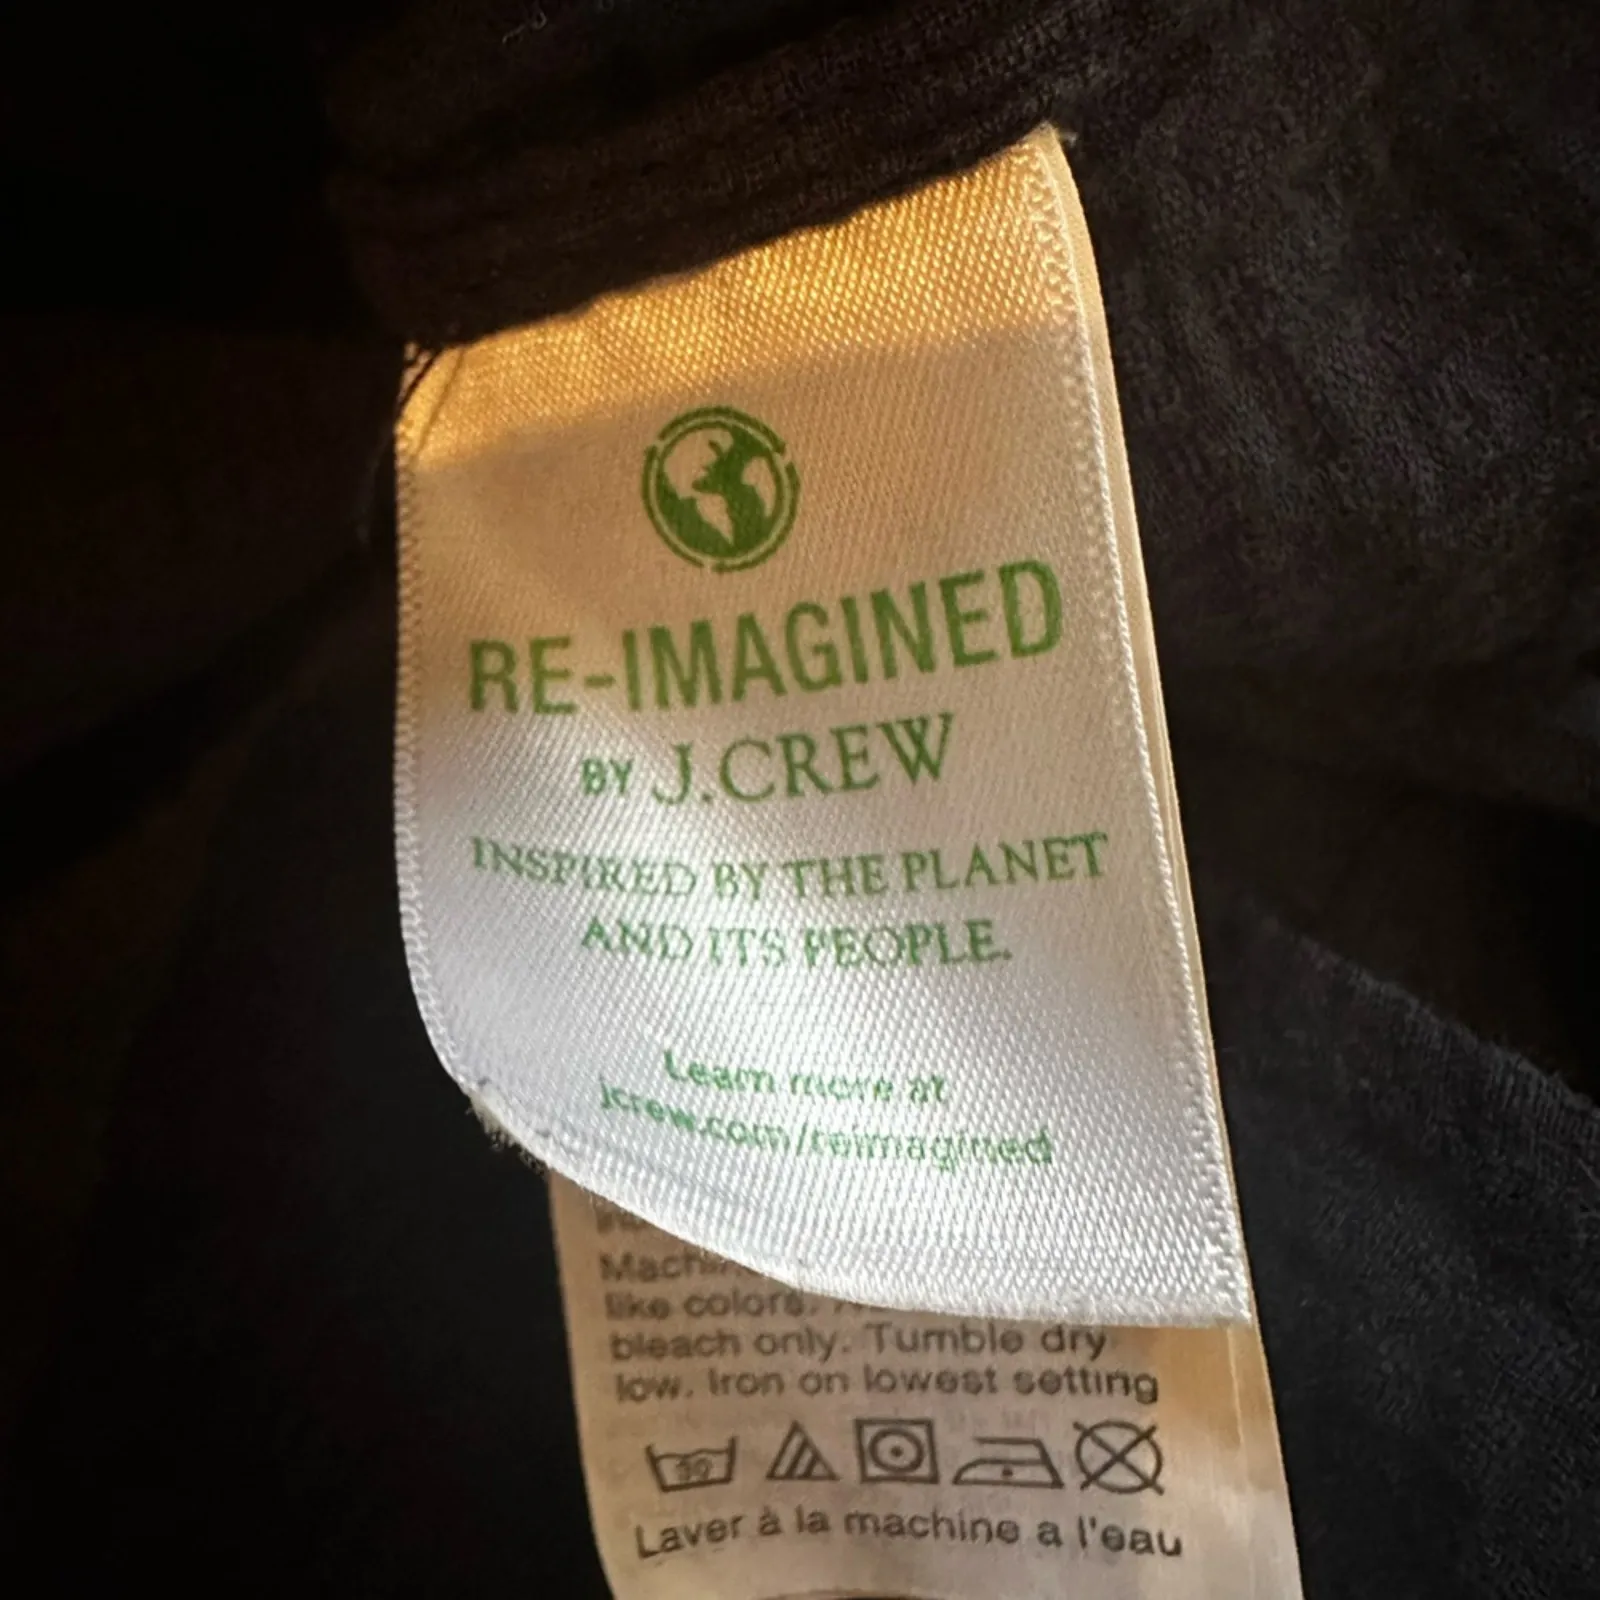 RE-IMAGINED
BY J.CREW
INSPIRED BY THE PLANET
AND ITS PEOPLE.
Learn more at
jcrew.com/reimagined
like colors.
bleach only. Tumble dry
low. Iron on lowest setting
30
Laver à la machine a l'eau